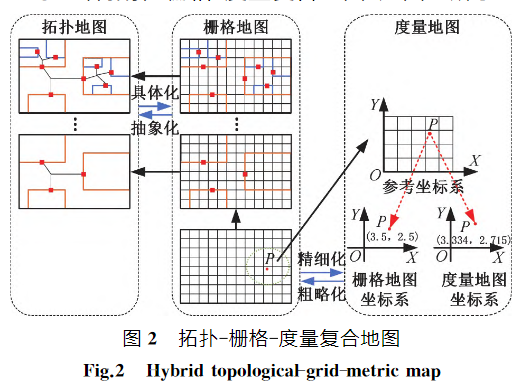 拓扑地图
栅格地图
度量地图
具体化
抽象化
Y
P
O
X
参考坐标系
Y
P
(3.5, 2.5)
O
X
栅格地图
坐标系
Y
P
(3.334, 2.715)
O
X
度量地图
坐标系
P
精细化
粗略化
图 2 拓扑-栅格-度量复合地图
Fig.2 Hybrid topological-grid-metric map